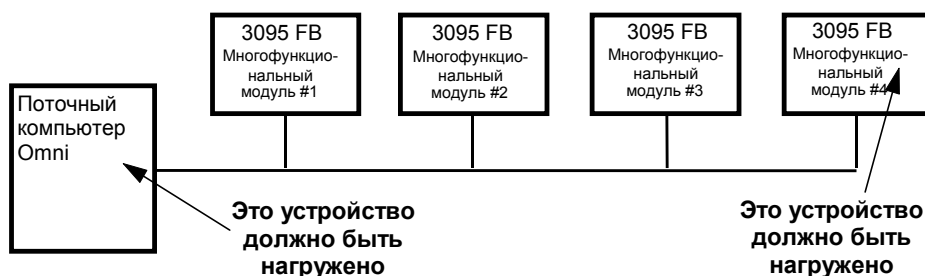 3095 FB
Многофункцио-
нальный
модуль #1
3095 FB
Многофункцио-
нальный
модуль #2
3095 FB
Многофункцио-
нальный
модуль #3
3095 FB
Многофункцио-
нальный
модуль #4
Поточный
компьютер
Omni
Это устройство
должно быть
нагружено
Это устройство
должно быть
нагружено